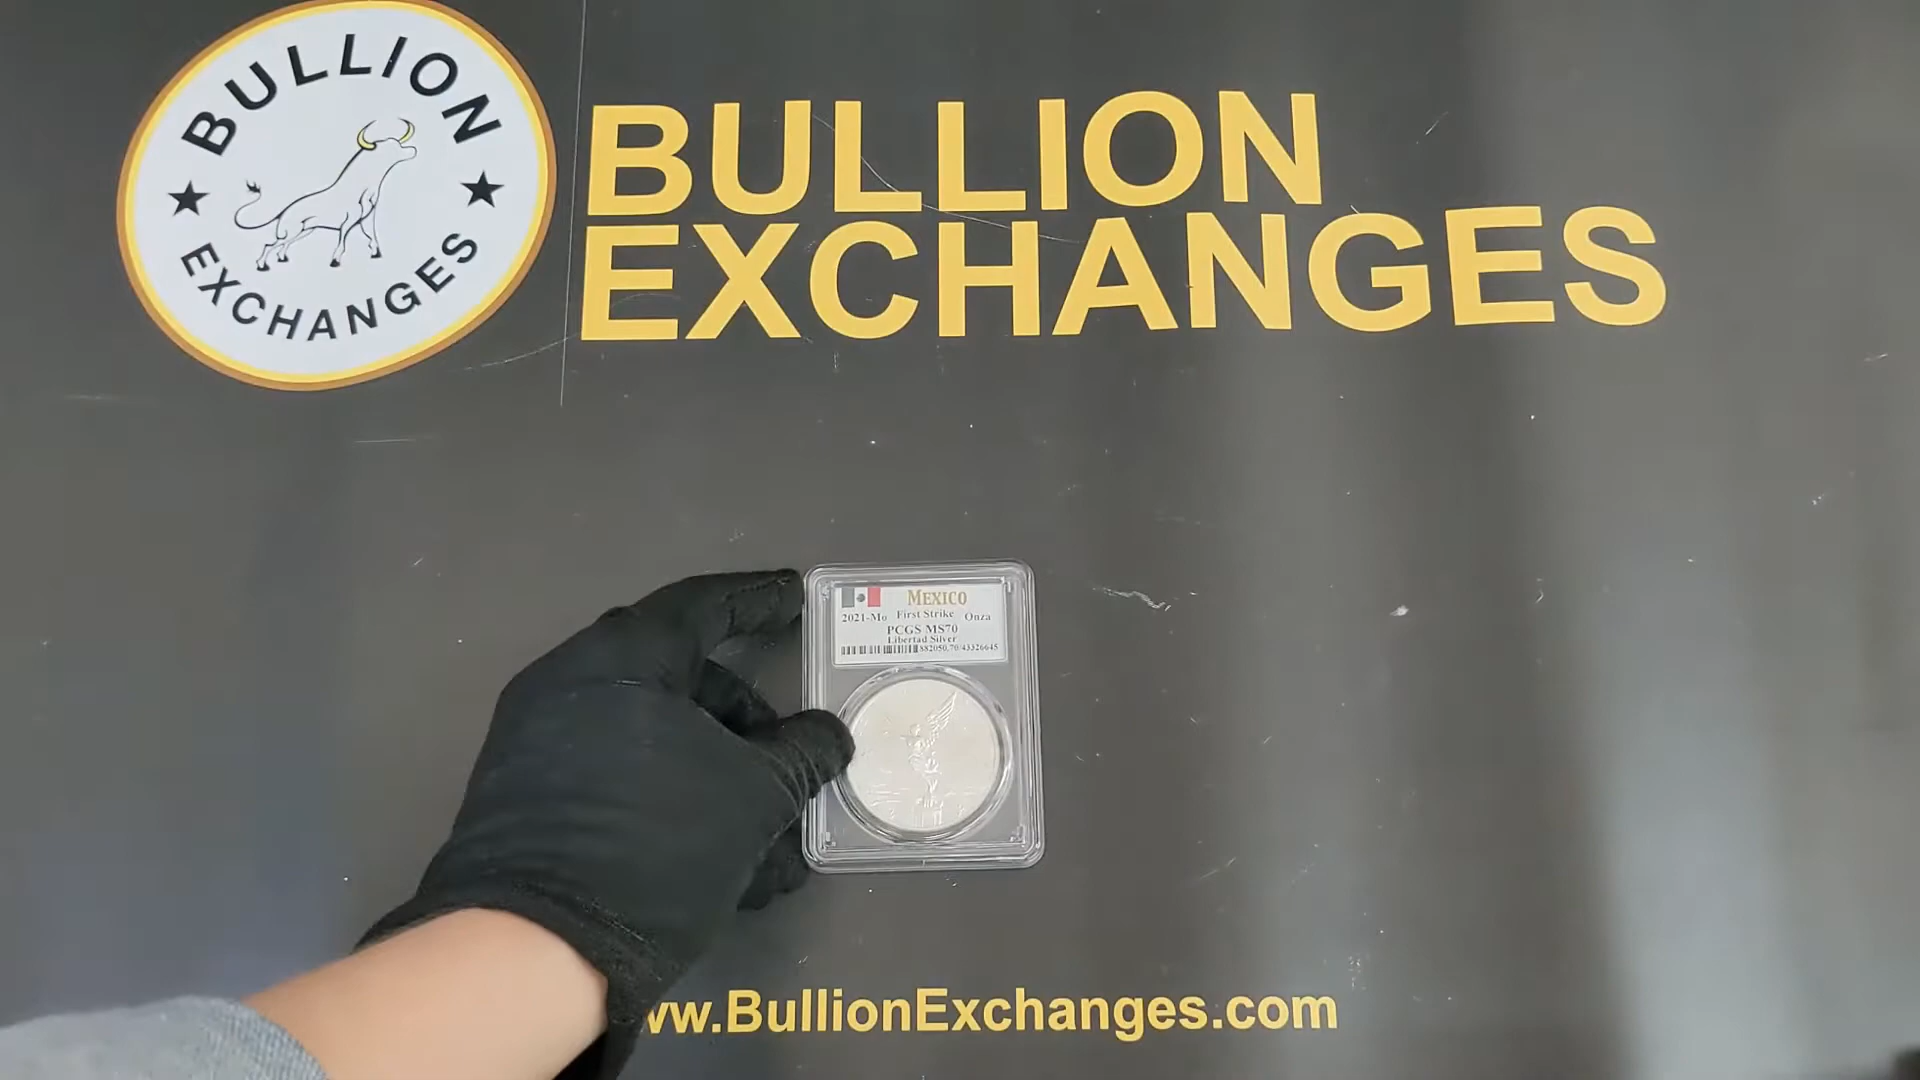 BULLION
EXCHANGES
BULLION
EXCHANGES
MEXICO
2021-Mo First Strike Onza
PCGS MS70
Libertad Silver
882050.70/43326645
ww.BullionExchanges.com